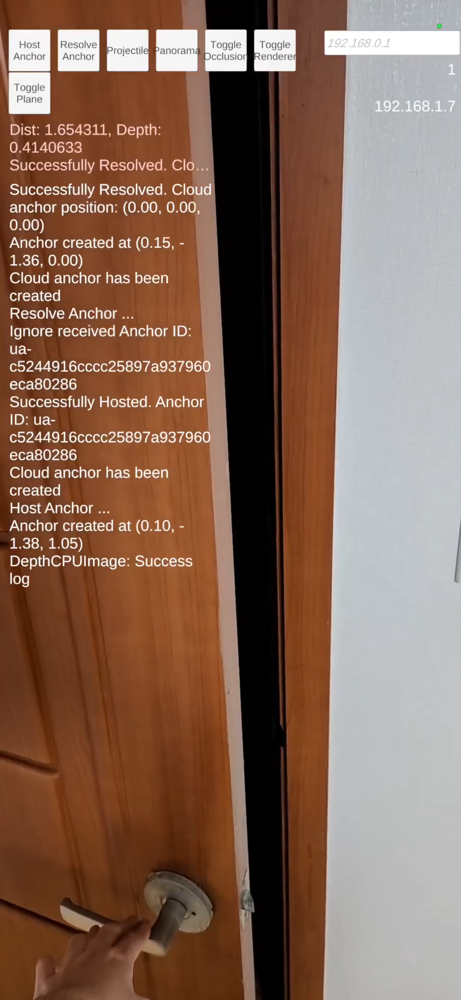 Host
Anchor
Resolve
Anchor
Projectile
Panorama
Toggle
Occlusion
Toggle
Renderer
192.168.0.1
1
Toggle
Plane
192.168.1.7
Dist: 1.654311, Depth:
0.4140633
Successfully Resolved. Clo...
Successfully Resolved. Cloud
anchor position: (0.00, 0.00,
0.00)
Anchor created at (0.15, -
1.36, 0.00)
Cloud anchor has been
created
Resolve Anchor ...
Ignore received Anchor ID:
ua-
c5244916cccc25897a937960
eca80286
Successfully Hosted. Anchor
ID: ua-
c5244916cccc25897a937960
eca80286
Cloud anchor has been
created
Host Anchor ...
Anchor created at (0.10, -
1.38, 1.05)
DepthCPUImage: Success
log